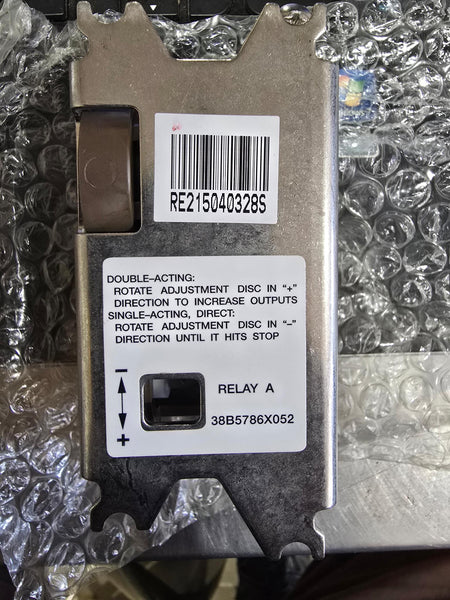 RE215040328S
DOUBLE-ACTING:
ROTATE ADJUSTMENT DISC IN "+"
DIRECTION TO INCREASE OUTPUTS
SINGLE-ACTING, DIRECT:
ROTATE ADJUSTMENT DISC IN "-"
DIRECTION UNTIL IT HITS STOP
-
RELAY A
38B5786X052
+